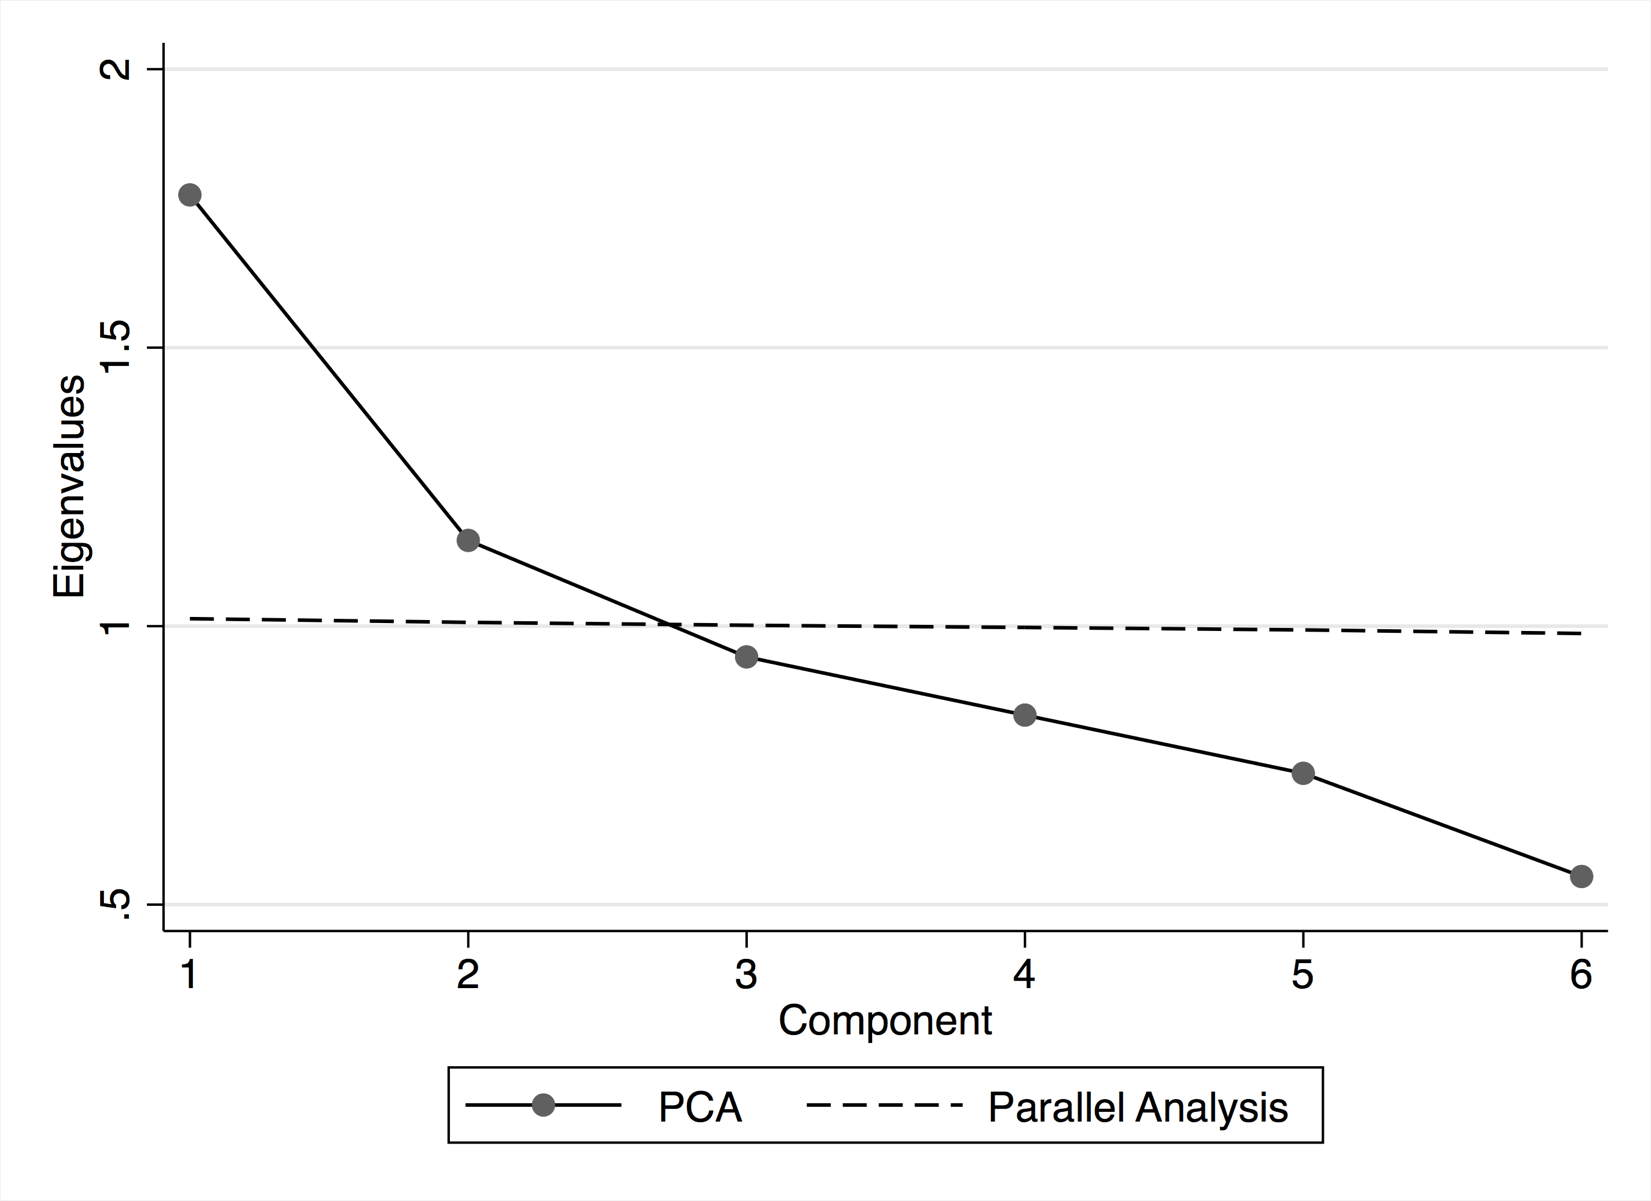 Eigenvalues
2
1.5
1
.5
1 2 3 4 5 6
Component
PCA Parallel Analysis